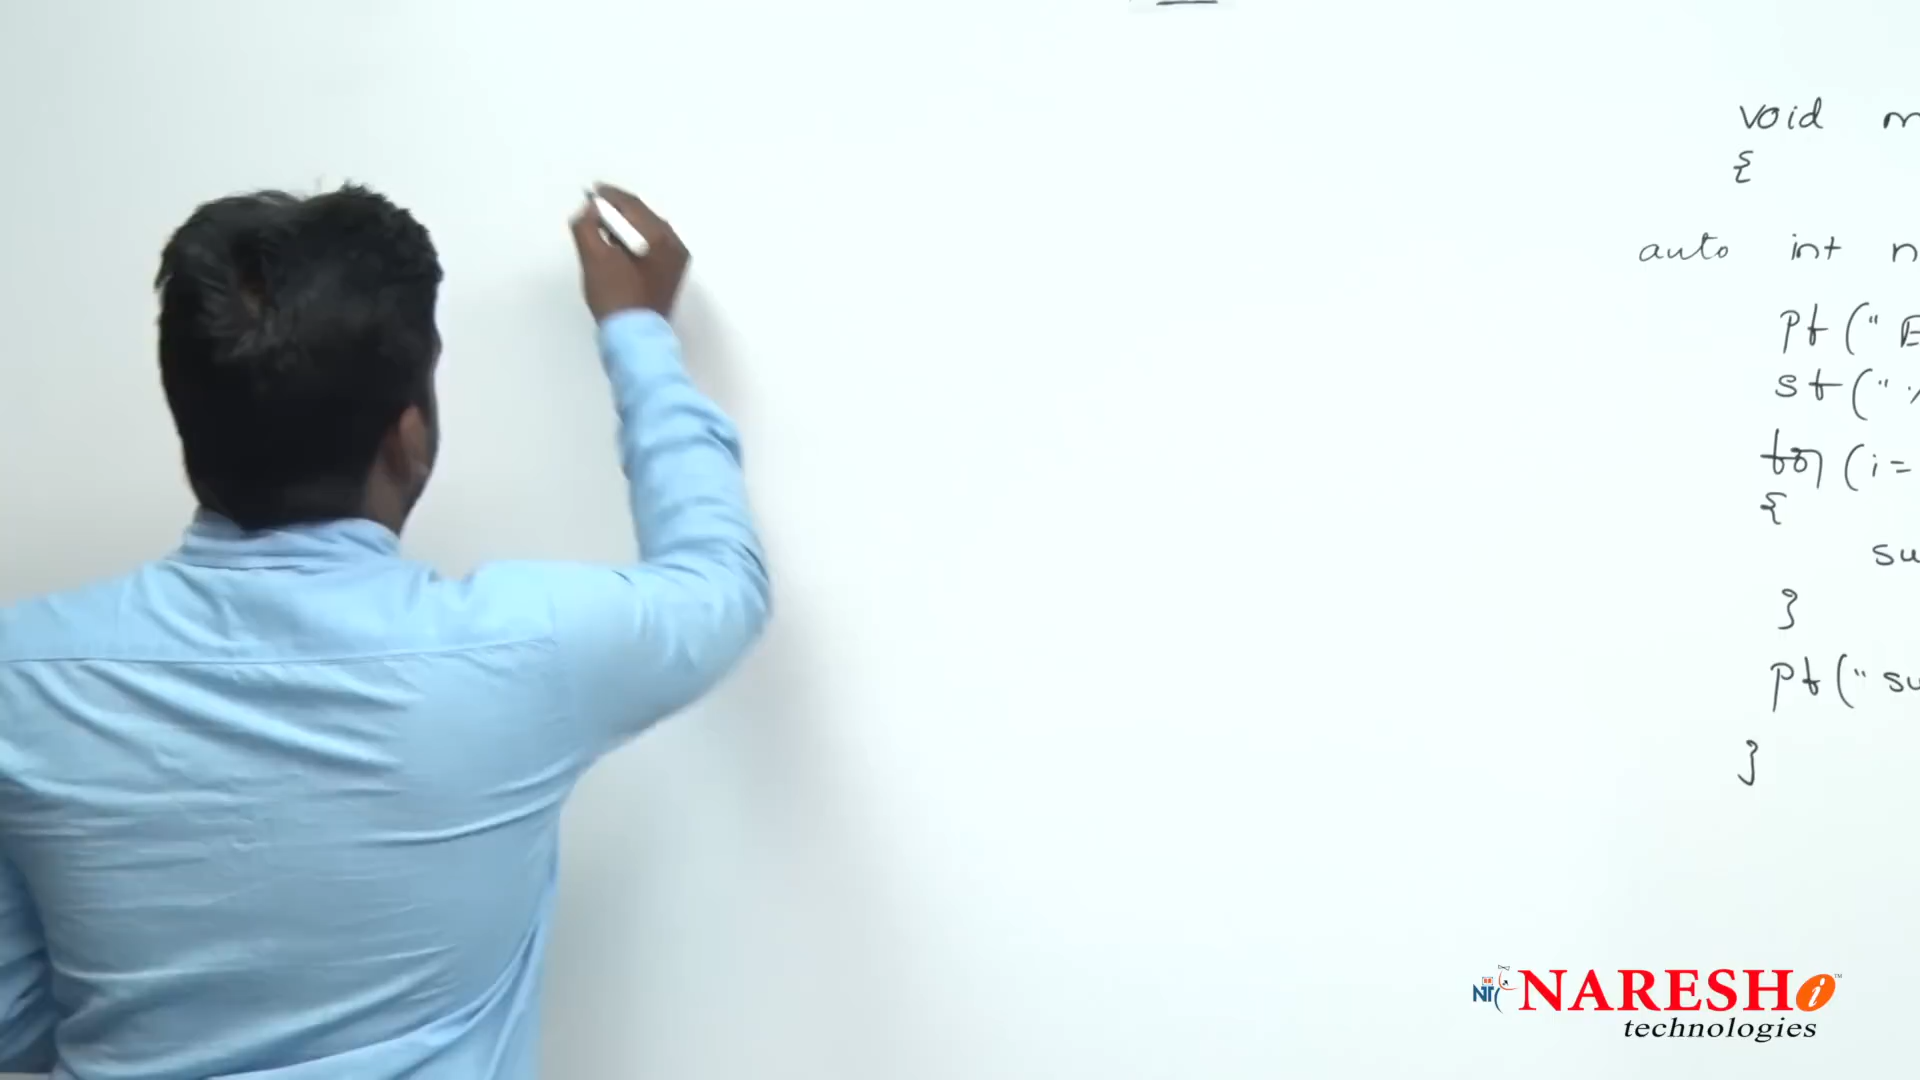 void
{
auto int n
pf ("
sf ("
for (i =
{
su
}
pf (" su
}
NARESH i
technologies